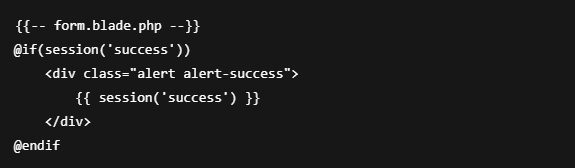 {{-- form.blade.php --}}
@if(session('success'))
    <div class="alert alert-success">
        {{ session('success') }}
    </div>
@endif